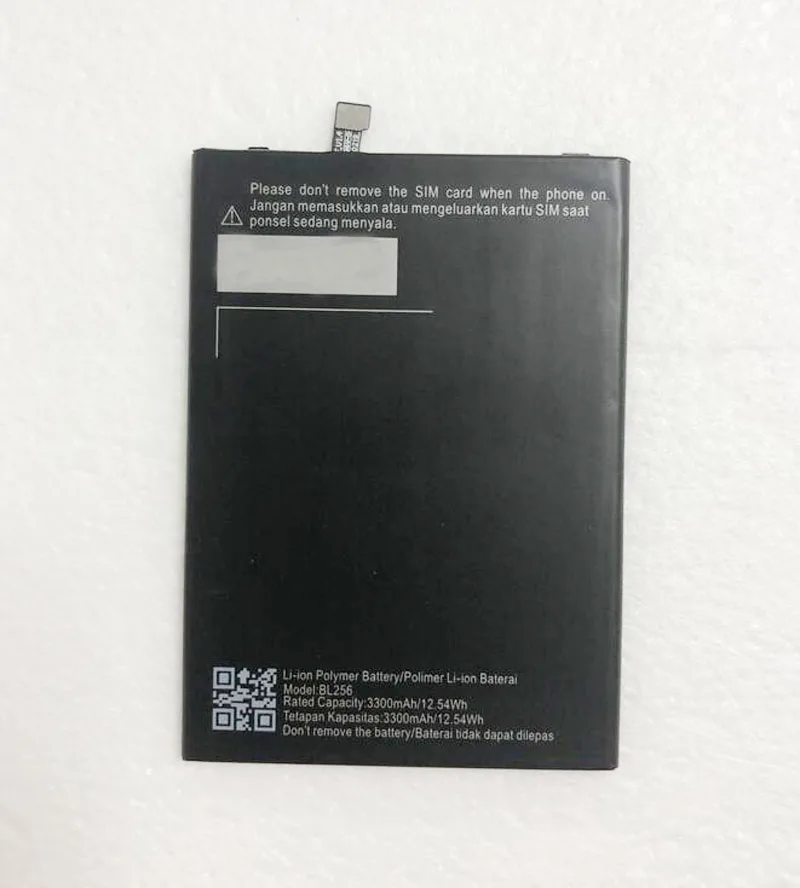 Please don't remove the SIM card when the phone on.
Jangan memasukkan atau mengeluarkan kartu SIM saat
ponsel sedang menyala.
Li-ion Polymer Battery/Polimer Li-ion Baterai
Model:BL256
Rated Capacity:3300mAh/12.54Wh
Tetapan Kapasitas:3300mAh/12.54Wh
Don't remove the battery/Baterai tidak dapat dilepas